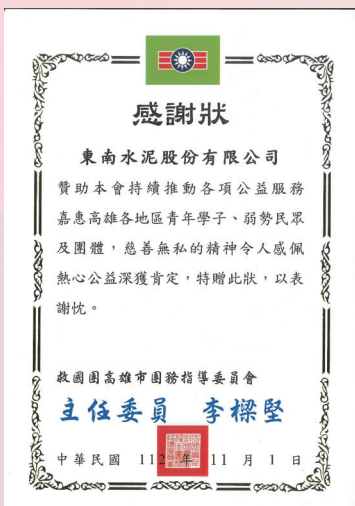 感謝狀
東南水泥股份有限公司
贊助本會持續推動各項公益服務
嘉惠高雄各地區青年學子、弱勢民眾
及團體，慈善無私的精神令人感佩
熱心公益深獲肯定，特贈此狀，以表
謝忱。
救國團高雄市團務指導委員會
主任委員 李樑堅
中華民國 112 年 11 月 1 日